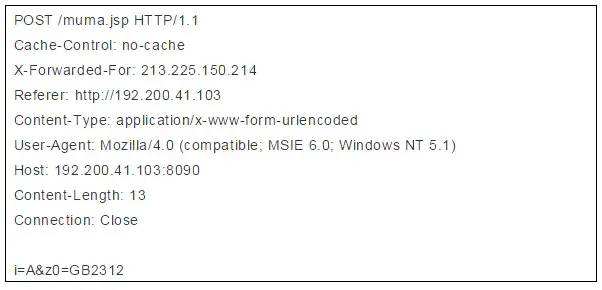 POST /muma.jsp HTTP/1.1
Cache-Control: no-cache
X-Forwarded-For: 213.225.150.214
Referer: http://192.200.41.103
Content-Type: application/x-www-form-urlencoded
User-Agent: Mozilla/4.0 (compatible; MSIE 6.0; Windows NT 5.1)
Host: 192.200.41.103:8090
Content-Length: 13
Connection: Close
i=A&z0=GB2312